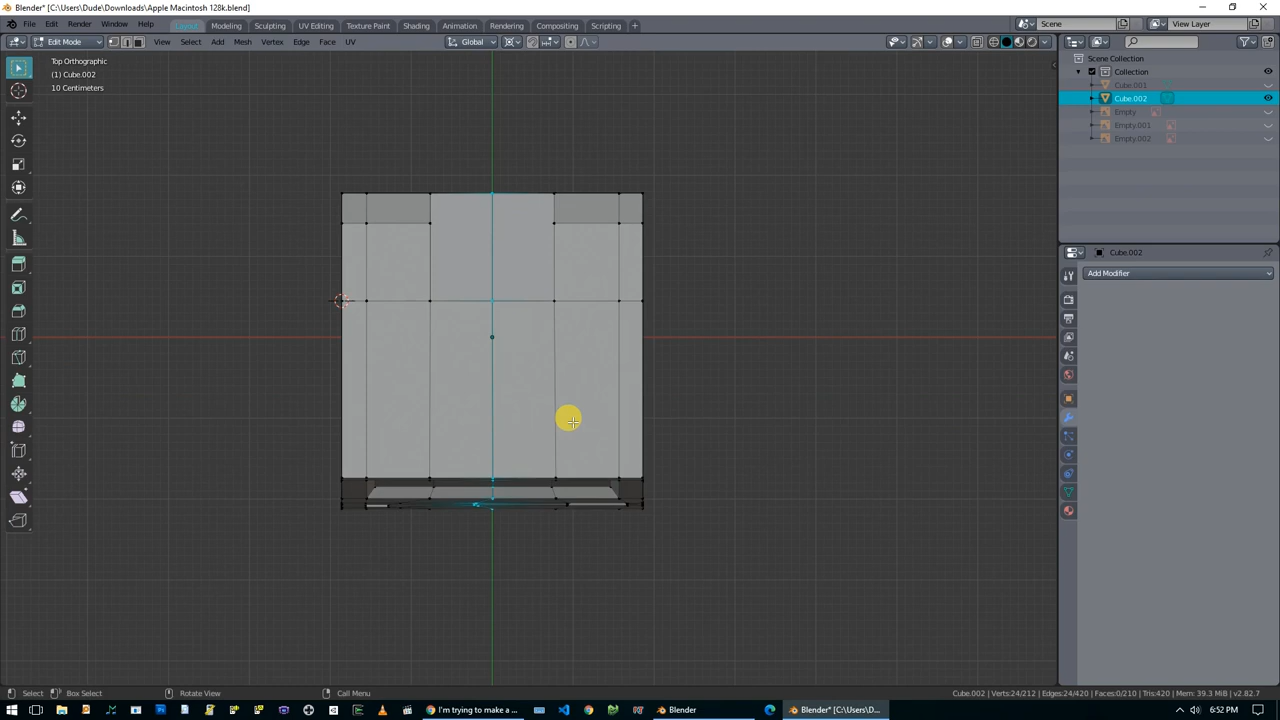 Blender* [C:\Users\Dude\Downloads\Apple Macintosh 128k.blend]
File Edit Render Window Help Layout Modeling Sculpting UV Editing Texture Paint Shading Animation Rendering Compositing Scripting + Scene View Layer
Edit Mode View Select Add Mesh Vertex Edge Face UV Global
Top Orthographic
(1) Cube.002
10 Centimeters
Scene Collection
Collection
Cube.001
Cube.002
Empty
Empty.001
Empty.002
Cube.002
Add Modifier
Select Box Select Rotate View Call Menu Cube.002 | Verts:24/212 | Edges:24/420 | Faces:0/210 | Tris:420 | Mem: 39.3 MiB | v2.82.7
I'm trying to make a ... Blender Blender* [C:\Users\D... 6:52 PM